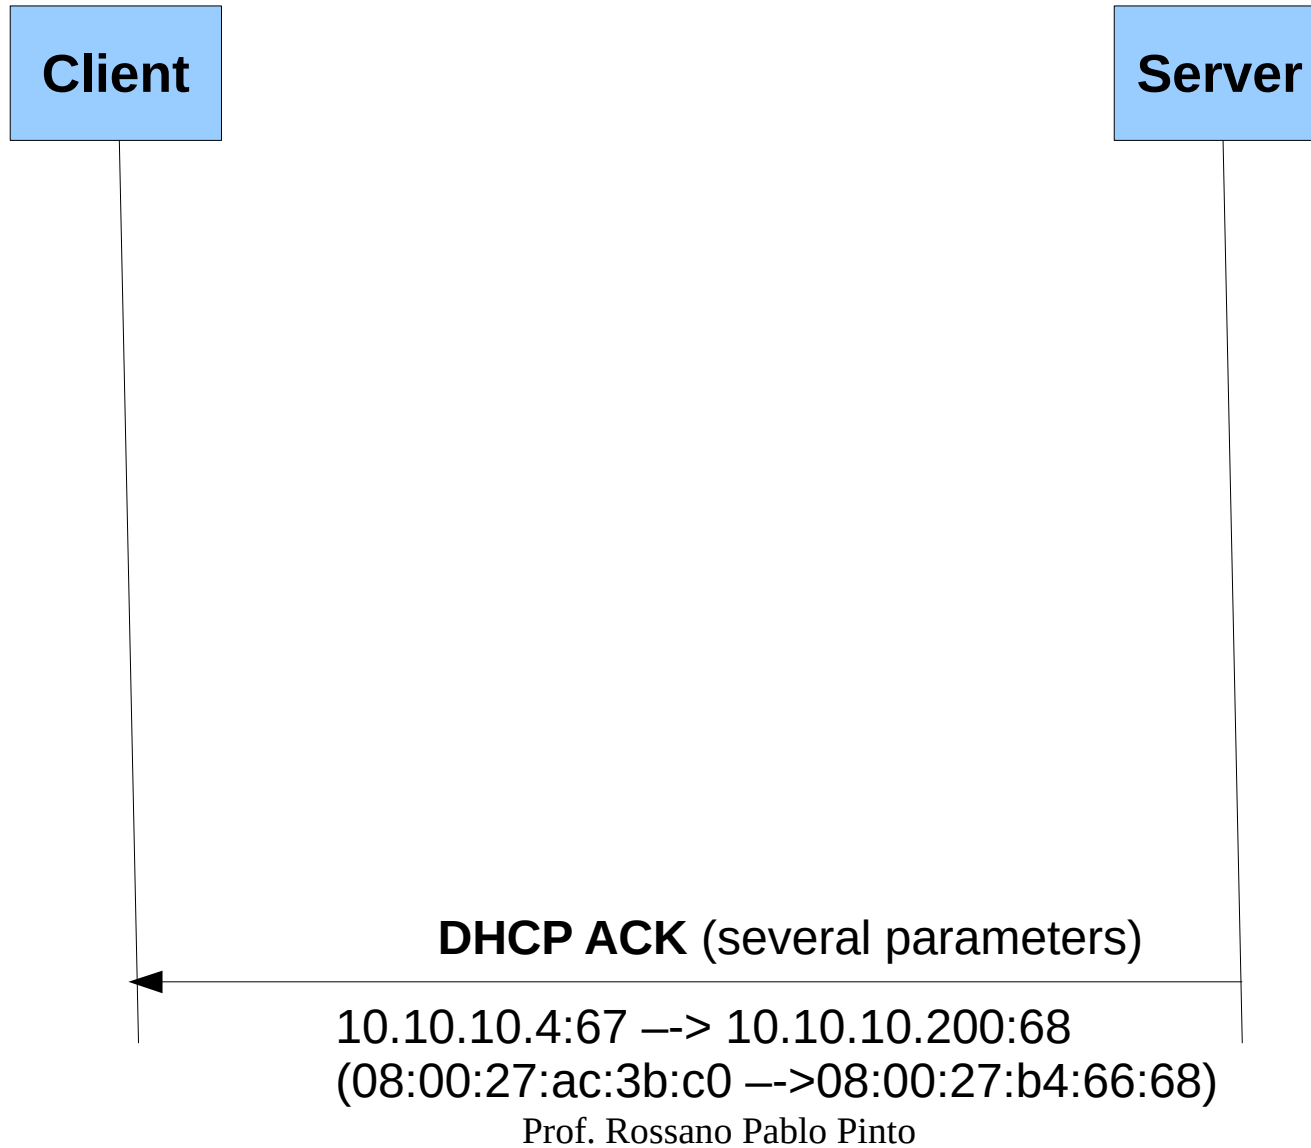 Client
Server
DHCP ACK (several parameters)
10.10.10.4:67 –-> 10.10.10.200:68
(08:00:27:ac:3b:c0 –->08:00:27:b4:66:68)
Prof. Rossano Pablo Pinto